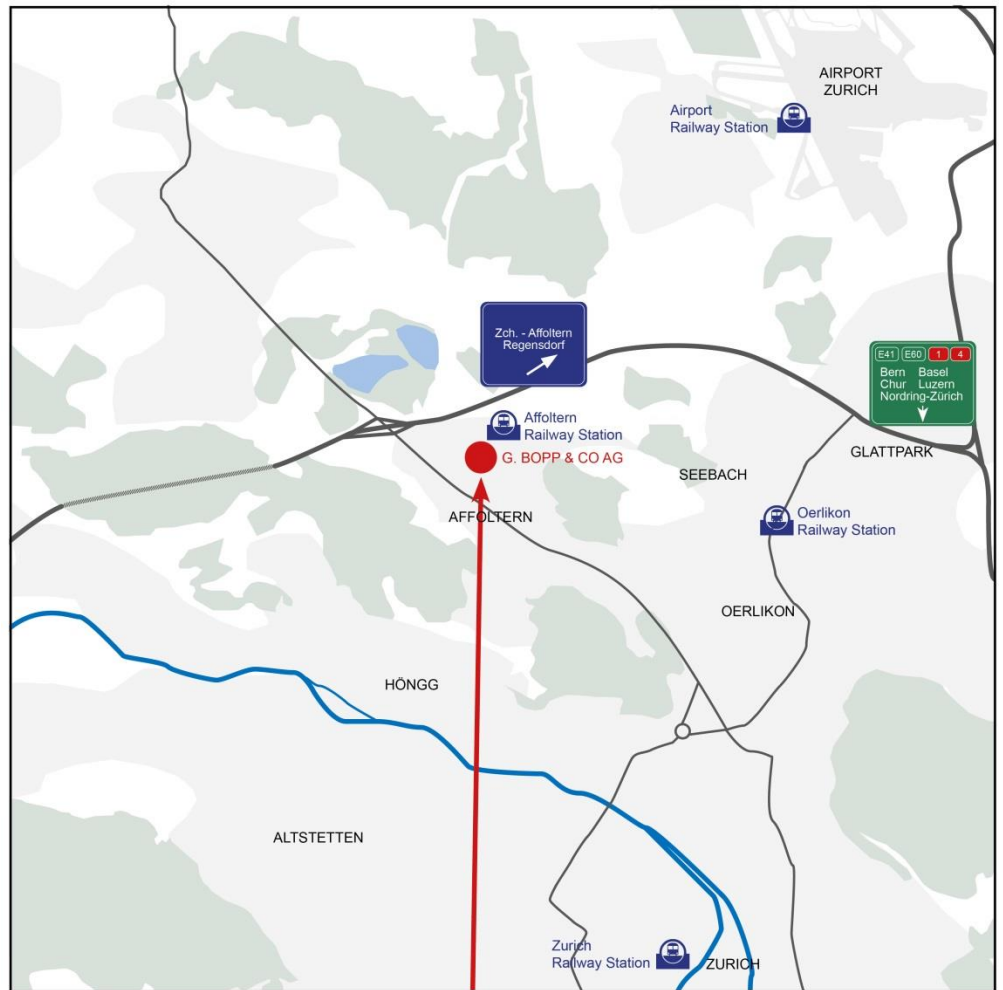 AIRPORT
ZURICH
Airport
Railway Station
Zch. - Affoltern
Regensdorf
E41 E60 1 4
Bern Basel
Chur Luzern
Nordring-Zürich
Affoltern
Railway Station
G. BOPP & CO AG
GLATTPARK
SEEBACH
AFFOLTERN
Oerlikon
Railway Station
OERLIKON
HÖNGG
ALTSTETTEN
Zurich
Railway Station
ZURICH